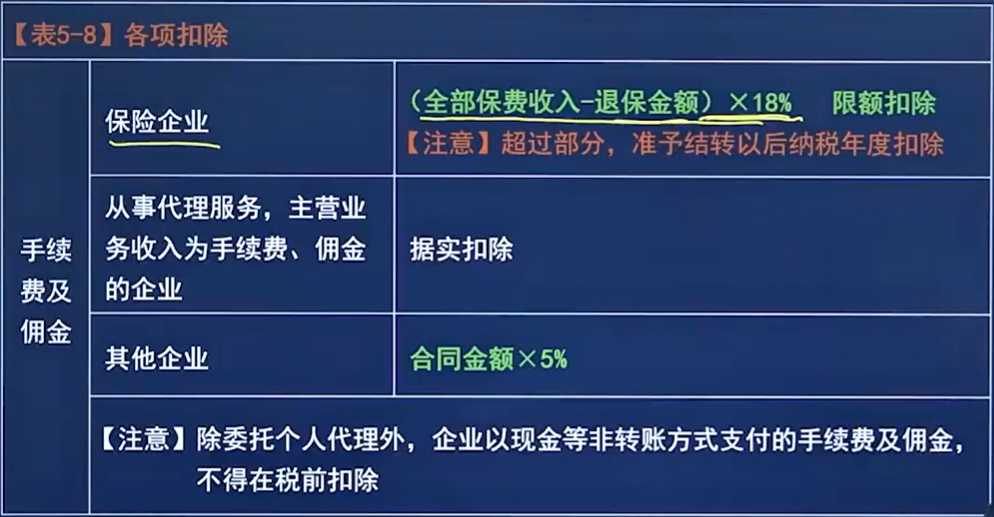 【表5-8】各项扣除
手续
费及
佣金
保险企业
（全部保费收入-退保金额）×18% 限额扣除
【注意】超过部分，准予结转以后纳税年度扣除
从事代理服务，主营业
务收入为手续费、佣金
的企业
据实扣除
其他企业
合同金额×5%
【注意】除委托个人代理外，企业以现金等非转账方式支付的手续费及佣金，
不得在税前扣除